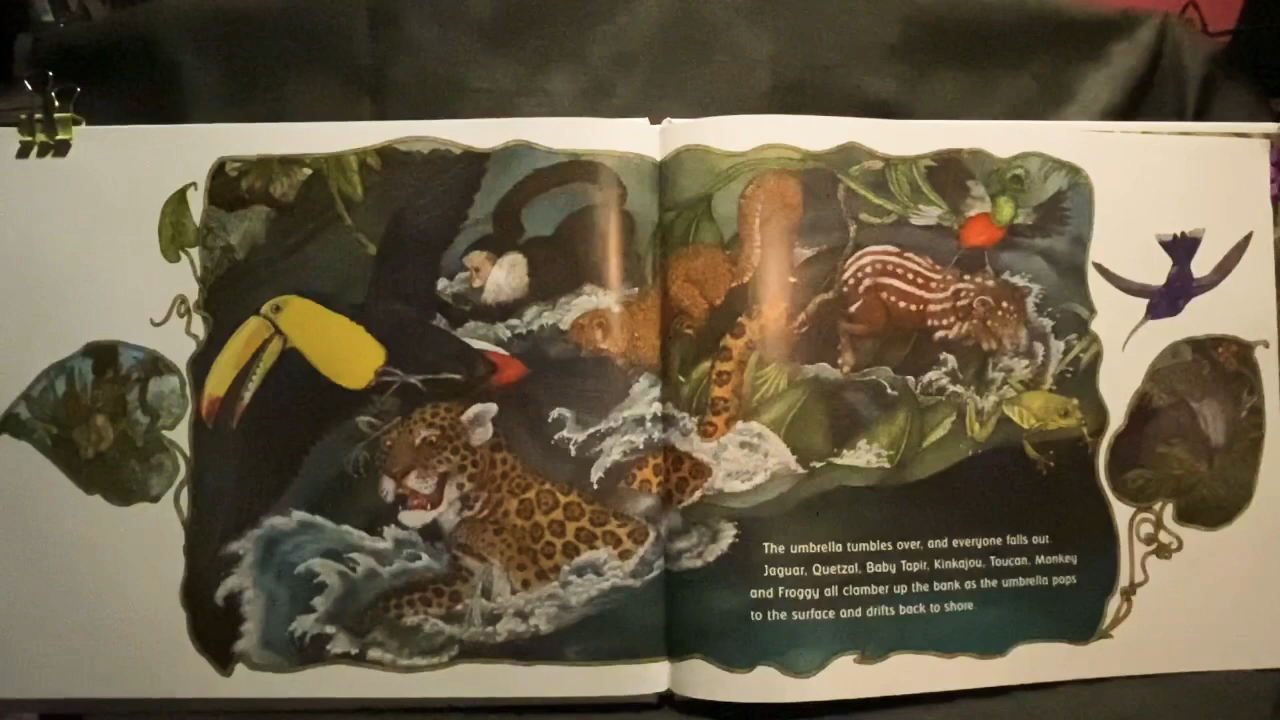 The umbrella tumbles over, and everyone falls out.
Jaguar, Quetzal, Baby Tapir, Kinkajou, Toucan, Monkey
and Froggy all clamber up the bank as the umbrella pops
to the surface and drifts back to shore.